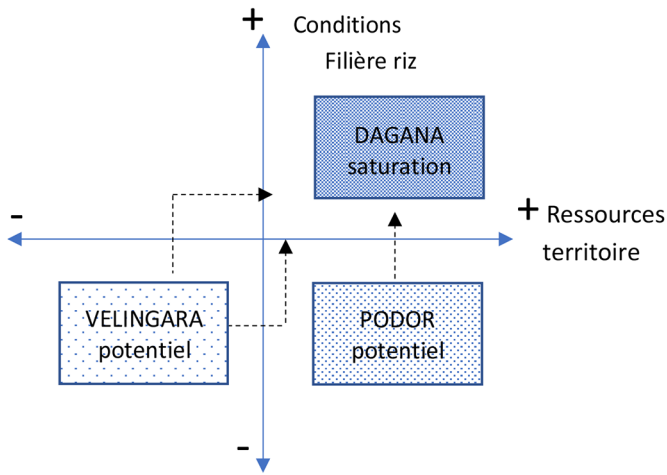 + Conditions
Filière riz
DAGANA
saturation
-
+ Ressources
territoire
VELINGARA
potentiel
PODOR
potentiel
-